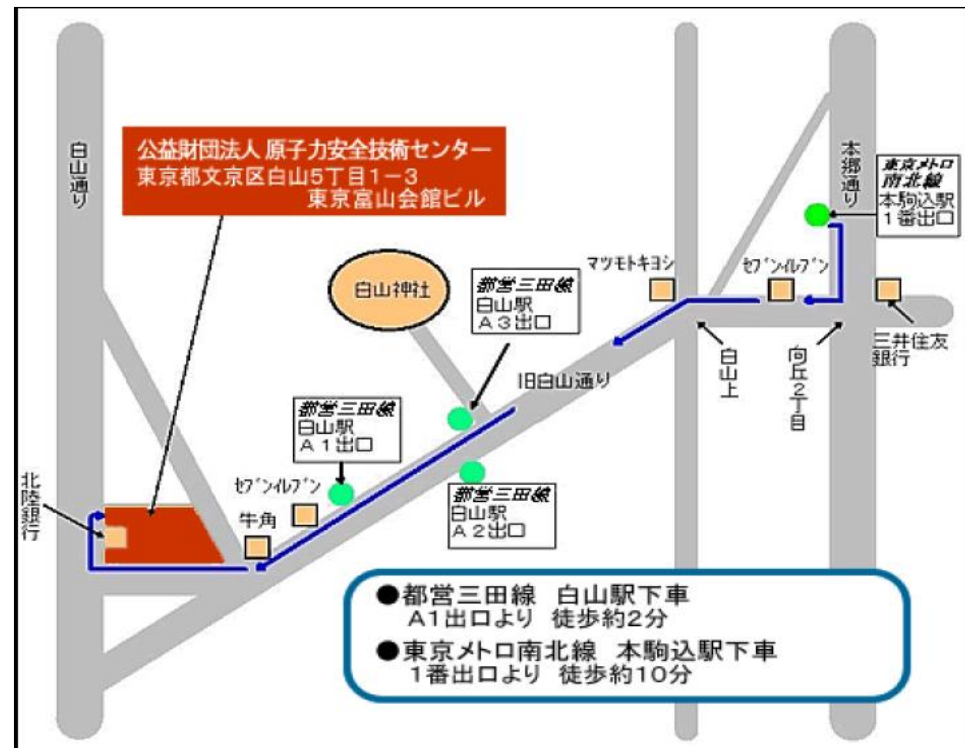 白山通り
公益財団法人 原子力安全技術センター
東京都文京区白山5丁目1－3
東京富山会館ビル
本郷通り
東京メトロ
南北線
本駒込駅
1番出口
マツモトキヨシ
セブンイレブン
白山神社
都営三田線
白山駅
A3出口
三井住友
銀行
白山上
向丘2丁目
旧白山通り
都営三田線
白山駅
A1出口
セブンイレブン
牛角
都営三田線
白山駅
A2出口
北陸銀行
●都営三田線 白山駅下車
A1出口より 徒歩約2分
●東京メトロ南北線 本駒込駅下車
1番出口より 徒歩約10分